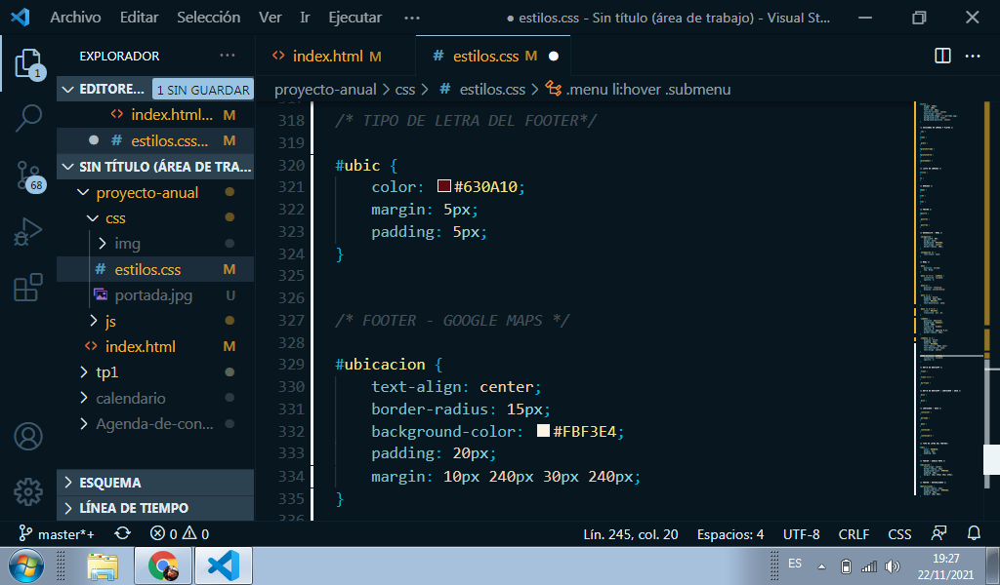 Archivo Editar Selección Ver Ir Ejecutar ··· ● estilos.css - Sin título (área de trabajo) - Visual St...
EXPLORADOR ···
<> index.html M # estilos.css M ●
EDITORE... 1 SIN GUARDAR
proyecto-anual > css > # estilos.css > .menu li:hover .submenu
<> index.html... M
● # estilos.css... M
SIN TÍTULO (ÁREA DE TRA...
proyecto-anual
css
img
# estilos.css M
portada.jpg U
js
<> index.html M
tp1
calendario
Agenda-de-con...
ESQUEMA
LÍNEA DE TIEMPO
1
68
318 /* TIPO DE LETRA DEL FOOTER*/
319
320 #ubic {
321 color: #630A10;
322 margin: 5px;
323 padding: 5px;
324 }
325
326
327 /* FOOTER - GOOGLE MAPS */
328
329 #ubicacion {
330 text-align: center;
331 border-radius: 15px;
332 background-color: #FBF3E4;
333 padding: 20px;
334 margin: 10px 240px 30px 240px;
335 }
336
master*+ 0 0 Lín. 245, col. 20 Espacios: 4 UTF-8 CRLF CSS
ES 19:27
22/11/2021